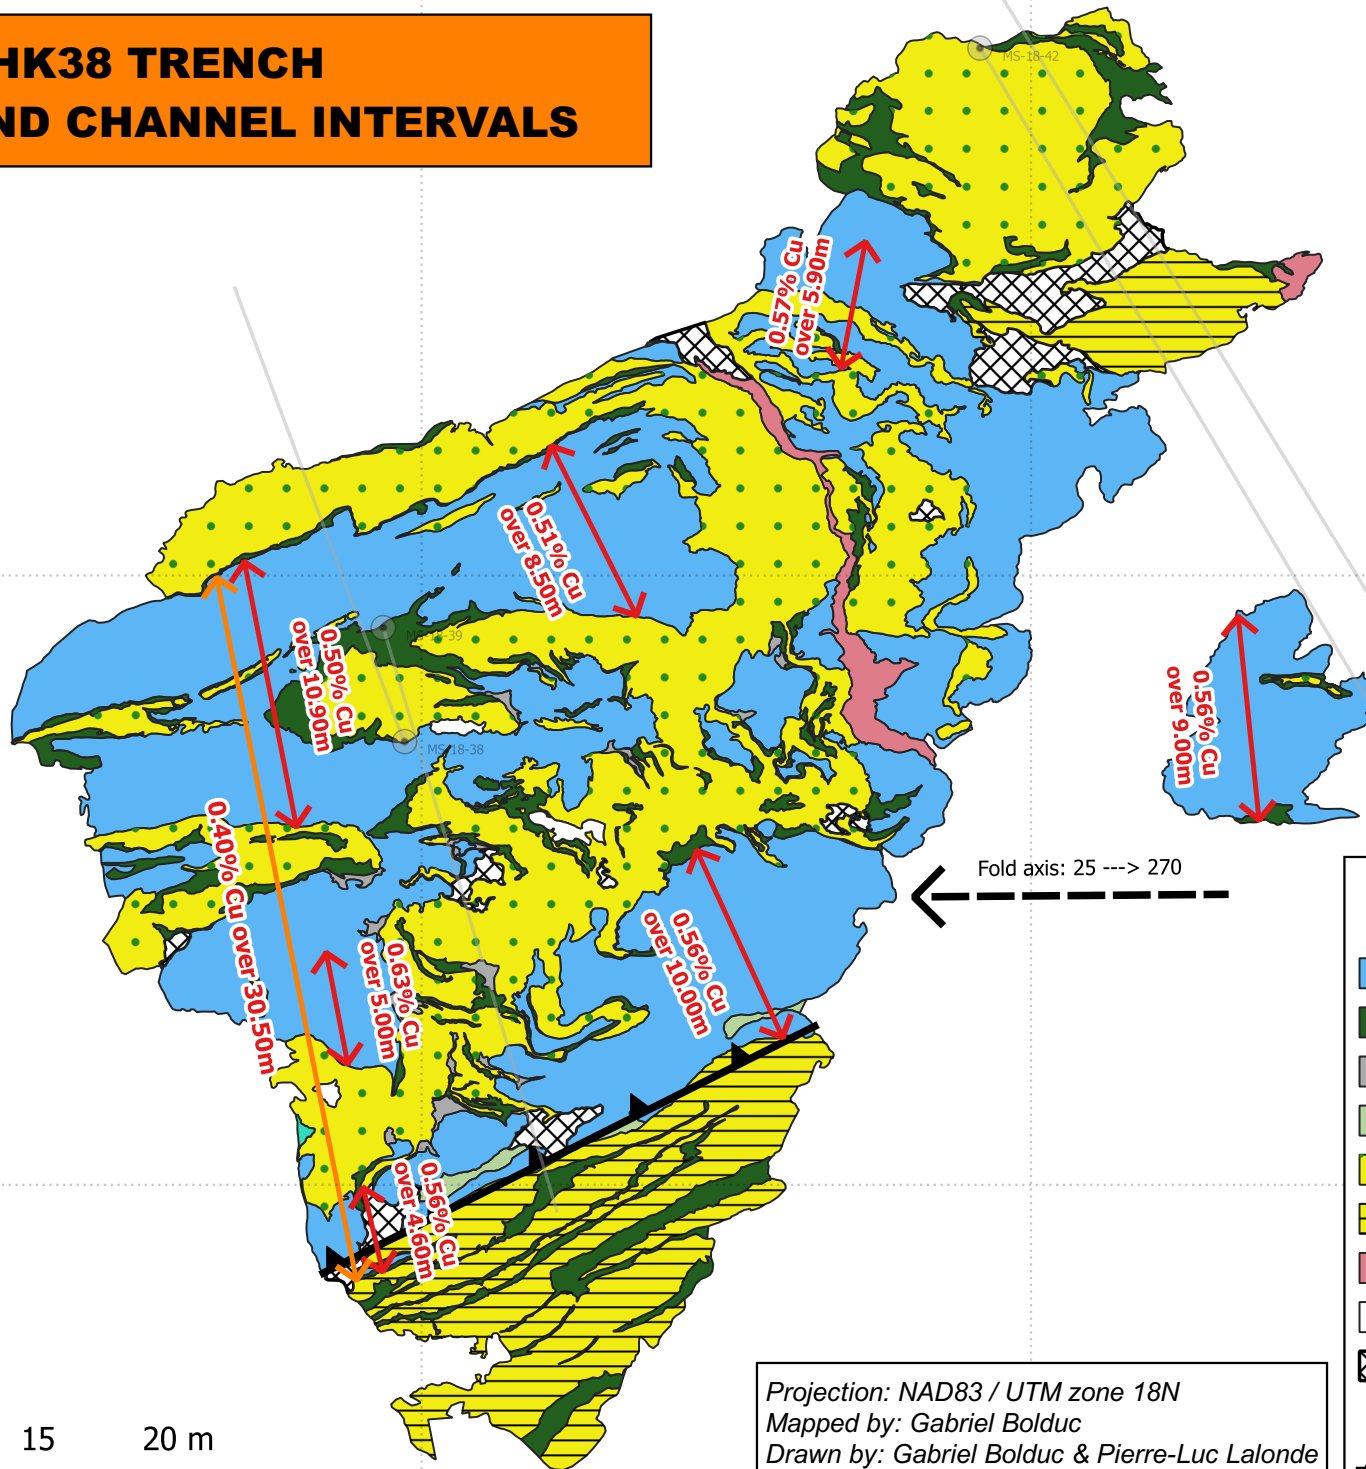 HK38 TRENCH
ND CHANNEL INTERVALS
MS-18-42
0.57% Cu
over 5.90m
0.51% Cu
over 8.50m
MS-18-39
0.50% Cu
over 10.90m
0.56% Cu
over 9.00m
MS-18-38
0.40% Cu over 30.50m
Fold axis: 25 ---> 270
0.63% Cu
over 5.00m
0.56% Cu
over 10.00m
0.56% Cu
over 4.60m
Projection: NAD83 / UTM zone 18N
Mapped by: Gabriel Bolduc
Drawn by: Gabriel Bolduc & Pierre-Luc Lalonde
15 20 m